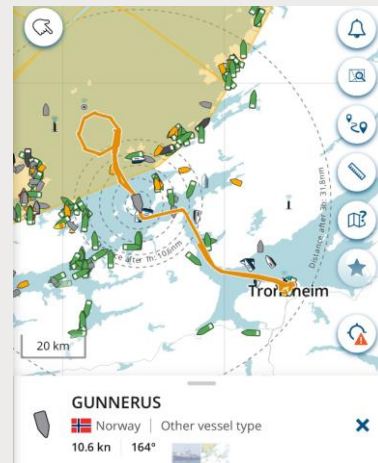 Distance after 3h: 31,8nm
ce after 1h: 10,6nm
Trondheim
20 km
GUNNERUS
Norway | Other vessel type
10.6 kn | 164°